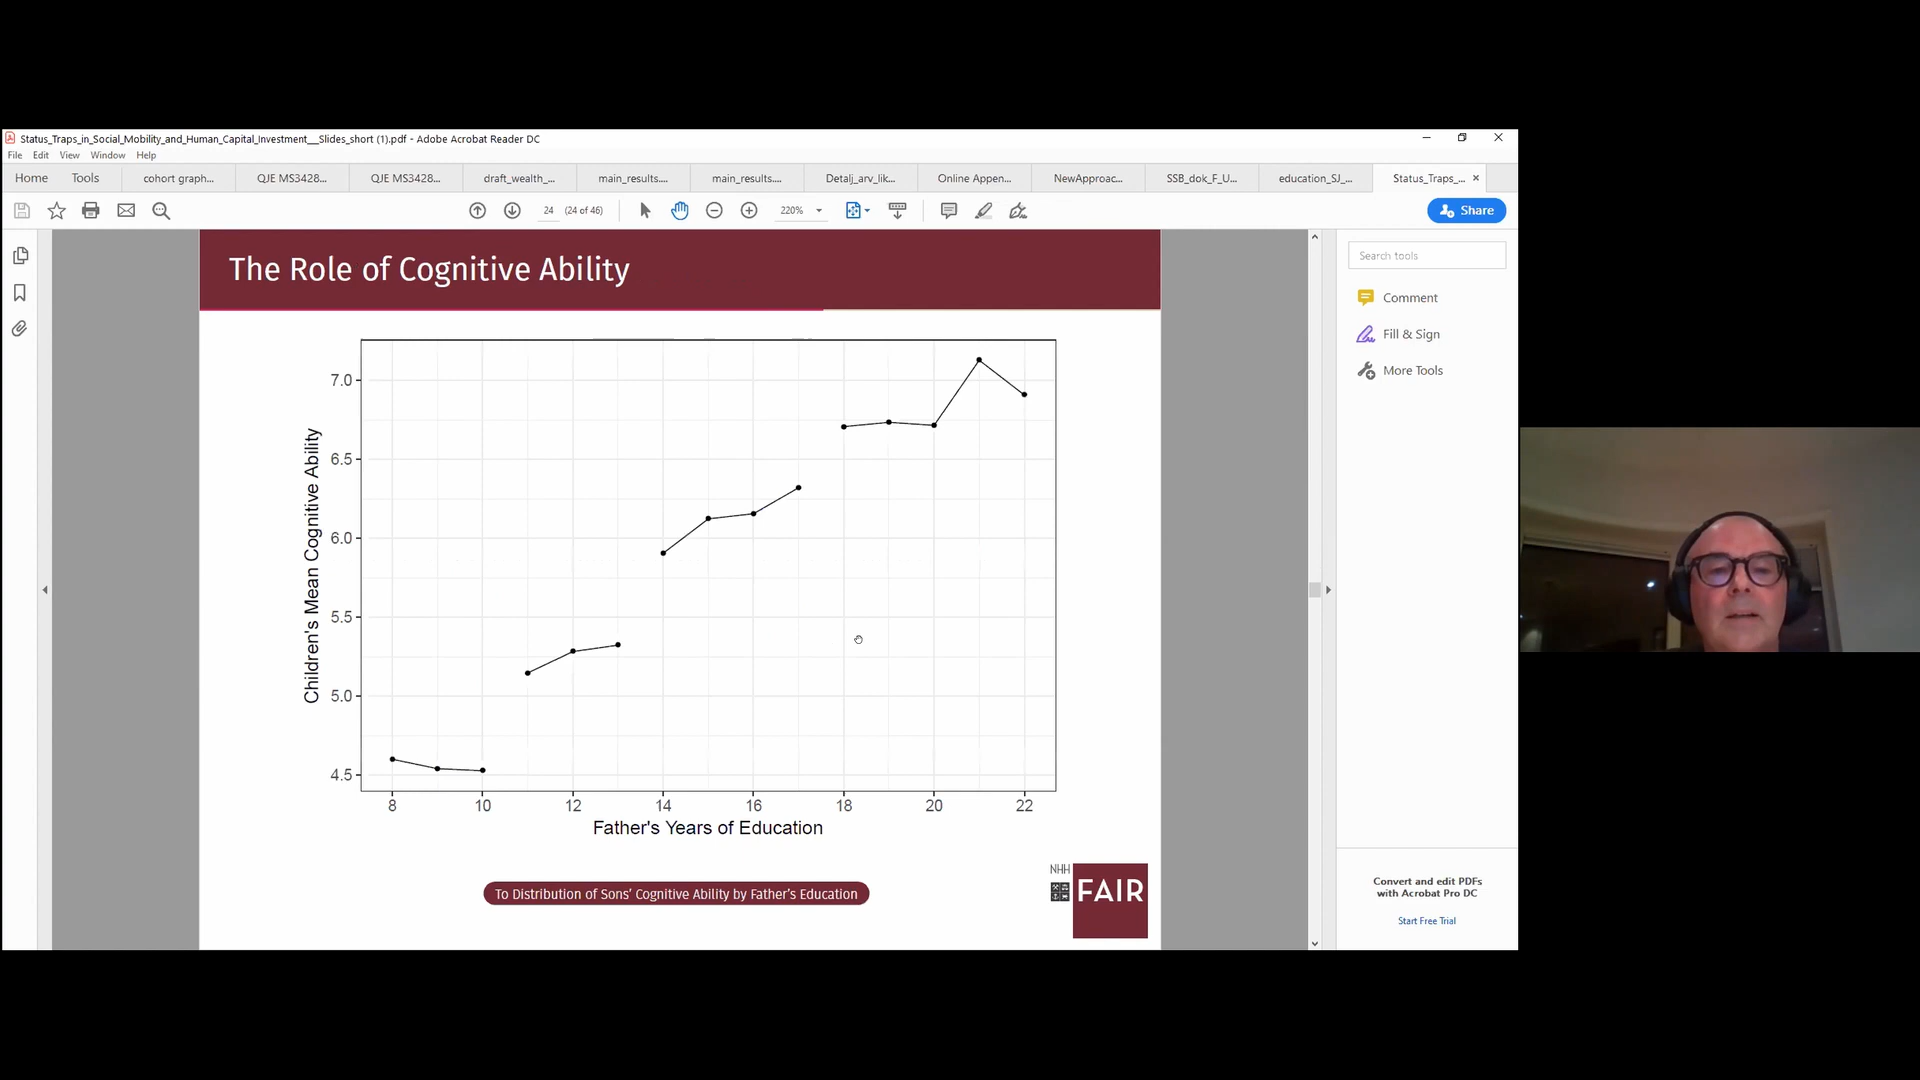 Status_Traps_in_Social_Mobility_and_Human_Capital_Investment__Slides_short (1).pdf - Adobe Acrobat Reader DC
File Edit View Window Help
Home Tools cohort graph... QJE MS3428... QJE MS3428... draft_wealth_... main_results.... main_results.... Detalj_arv_lik... Online Appen... NewApproac... SSB_dok_F_U... education_SJ_... Status_Traps_...
24 (24 of 46) 220% Share
The Role of Cognitive Ability
Search tools
Comment
Fill & Sign
More Tools
Children's Mean Cognitive Ability
7.0
6.5
6.0
5.5
5.0
4.5
8 10 12 14 16 18 20 22
Father's Years of Education
To Distribution of Sons' Cognitive Ability by Father's Education
NHH
FAIR
Convert and edit PDFs
with Acrobat Pro DC
Start Free Trial